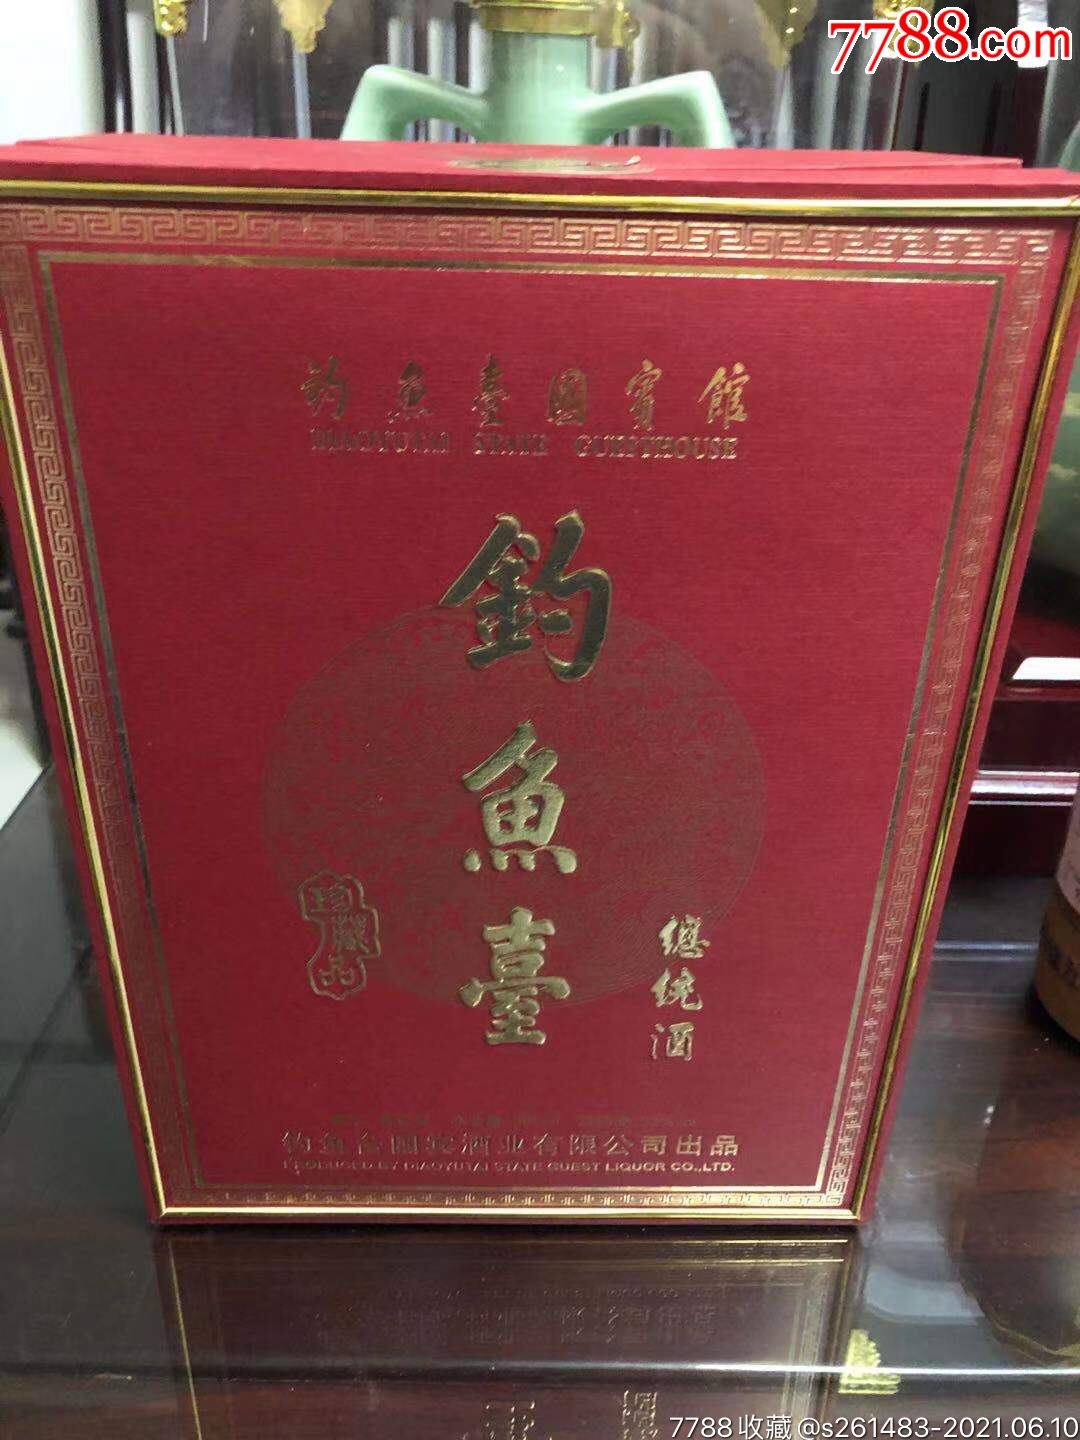 7788.com
釣魚臺國賓館
DIAOYUTAI STATE GUESTHOUSE
釣魚臺
珍藏品
總统酒
钓鱼台国宾酒业有限公司出品
PRODUCED BY DIAOYUTAI STATE GUEST LIQUOR CO.,LTD.
7788收藏@s261483-2021.06.10